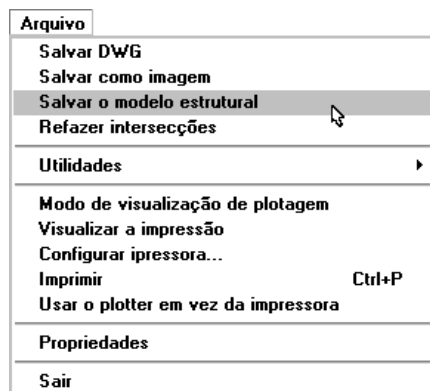 Arquivo
Salvar DWG
Salvar como imagem
Salvar o modelo estrutural
Refazer intersecções
Utilidades
Modo de visualização de plotagem
Visualizar a impressão
Configurar ipressora...
Imprimir Ctrl+P
Usar o plotter em vez da impressora
Propriedades
Sair